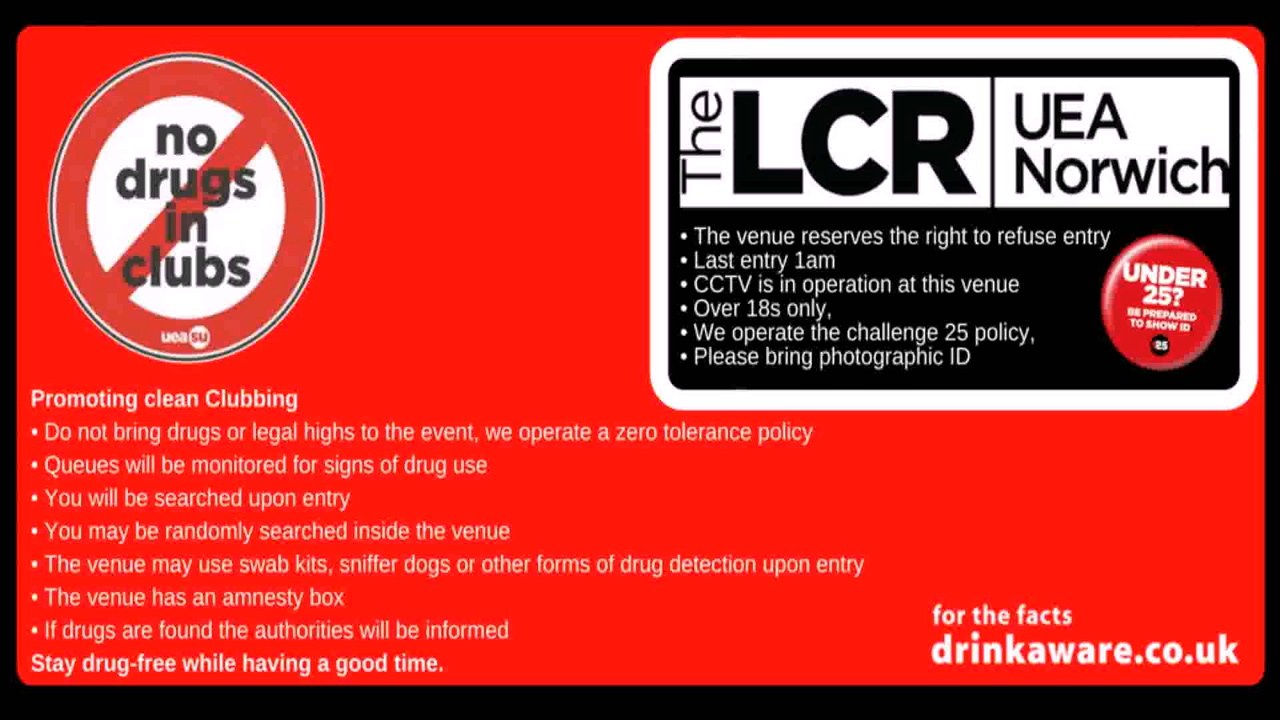 no
drugs
in
clubs
ueasu
The LCR UEA
Norwich
• The venue reserves the right to refuse entry
• Last entry 1am
• CCTV is in operation at this venue
• Over 18s only,
• We operate the challenge 25 policy,
• Please bring photographic ID
UNDER
25?
BE PREPARED
TO SHOW ID
25
Promoting clean Clubbing
• Do not bring drugs or legal highs to the event, we operate a zero tolerance policy
• Queues will be monitored for signs of drug use
• You will be searched upon entry
• You may be randomly searched inside the venue
• The venue may use swab kits, sniffer dogs or other forms of drug detection upon entry
• The venue has an amnesty box
• If drugs are found the authorities will be informed
Stay drug-free while having a good time.
for the facts
drinkaware.co.uk